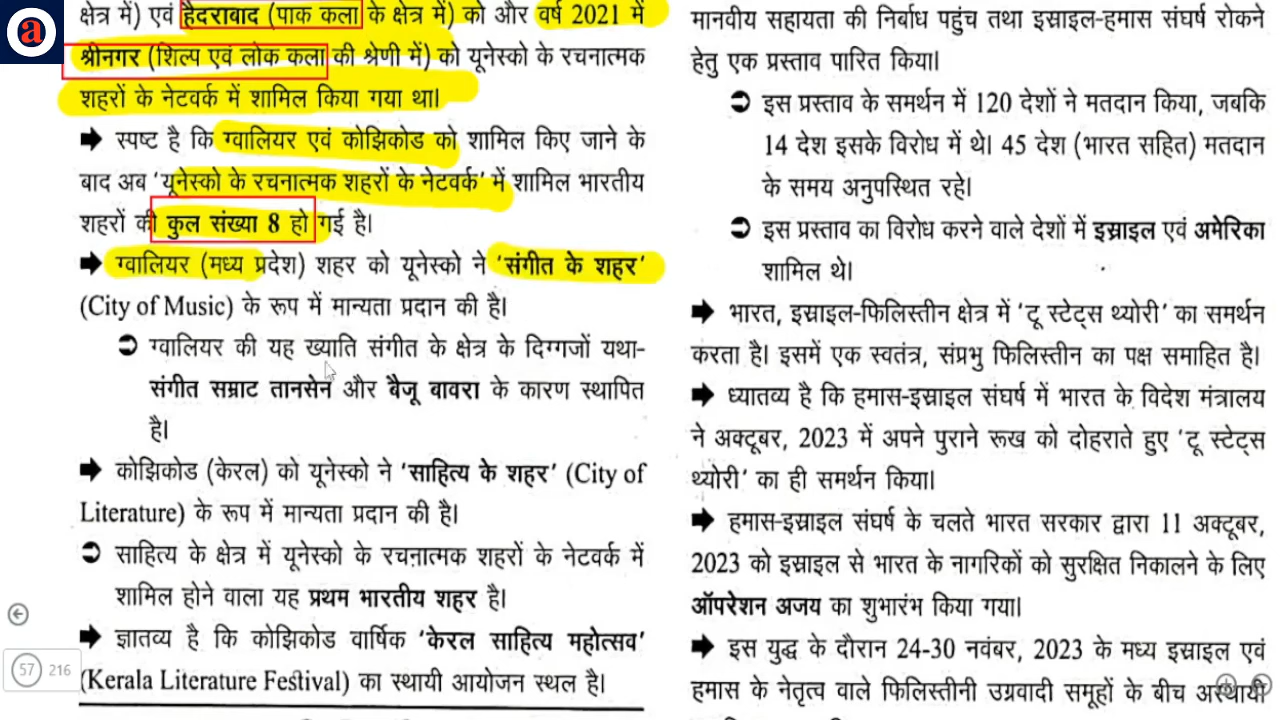 a
क्षेत्र में) एवं हैदराबाद (पाक कला के क्षेत्र में) को और वर्ष 2021 में
श्रीनगर (शिल्प एवं लोक कला की श्रेणी में) को यूनेस्को के रचनात्मक
शहरों के नेटवर्क में शामिल किया गया था।
➡ स्पष्ट है कि ग्वालियर एवं कोझिकोड को शामिल किए जाने के
बाद अब ‘यूनेस्को के रचनात्मक शहरों के नेटवर्क’ में शामिल भारतीय
शहरों की कुल संख्या 8 हो गई है।
➡ ग्वालियर (मध्य प्रदेश) शहर को यूनेस्को ने ‘संगीत के शहर’
(City of Music) के रूप में मान्यता प्रदान की है।
➲ ग्वालियर की यह ख्याति संगीत के क्षेत्र के दिग्गजों यथा-
संगीत सम्राट तानसेन और बैजू बावरा के कारण स्थापित
है।
➡ कोझिकोड (केरल) को यूनेस्को ने ‘साहित्य के शहर’ (City of
Literature) के रूप में मान्यता प्रदान की है।
➲ साहित्य के क्षेत्र में यूनेस्को के रचनात्मक शहरों के नेटवर्क में
शामिल होने वाला यह प्रथम भारतीय शहर है।
➡ ज्ञातव्य है कि कोझिकोड वार्षिक ‘केरल साहित्य महोत्सव’
(Kerala Literature Festival) का स्थायी आयोजन स्थल है।
57 216
मानवीय सहायता की निर्बाध पहुंच तथा इस्राइल-हमास संघर्ष रोकने
हेतु एक प्रस्ताव पारित किया।
➲ इस प्रस्ताव के समर्थन में 120 देशों ने मतदान किया, जबकि
14 देश इसके विरोध में थे। 45 देश (भारत सहित) मतदान
के समय अनुपस्थित रहे।
➲ इस प्रस्ताव का विरोध करने वाले देशों में इस्राइल एवं अमेरिका
शामिल थे।
➡ भारत, इस्राइल-फिलिस्तीन क्षेत्र में ‘टू स्टेट्स थ्योरी’ का समर्थन
करता है। इसमें एक स्वतंत्र, संप्रभु फिलिस्तीन का पक्ष समाहित है।
➡ ध्यातव्य है कि हमास-इस्राइल संघर्ष में भारत के विदेश मंत्रालय
ने अक्टूबर, 2023 में अपने पुराने रूख को दोहराते हुए ‘टू स्टेट्स
थ्योरी’ का ही समर्थन किया।
➡ हमास-इस्राइल संघर्ष के चलते भारत सरकार द्वारा 11 अक्टूबर,
2023 को इस्राइल से भारत के नागरिकों को सुरक्षित निकालने के लिए
ऑपरेशन अजय का शुभारंभ किया गया।
➡ इस युद्ध के दौरान 24-30 नवंबर, 2023 के मध्य इस्राइल एवं
हमास के नेतृत्व वाले फिलिस्तीनी उग्रवादी समूहों के बीच अस्थायी